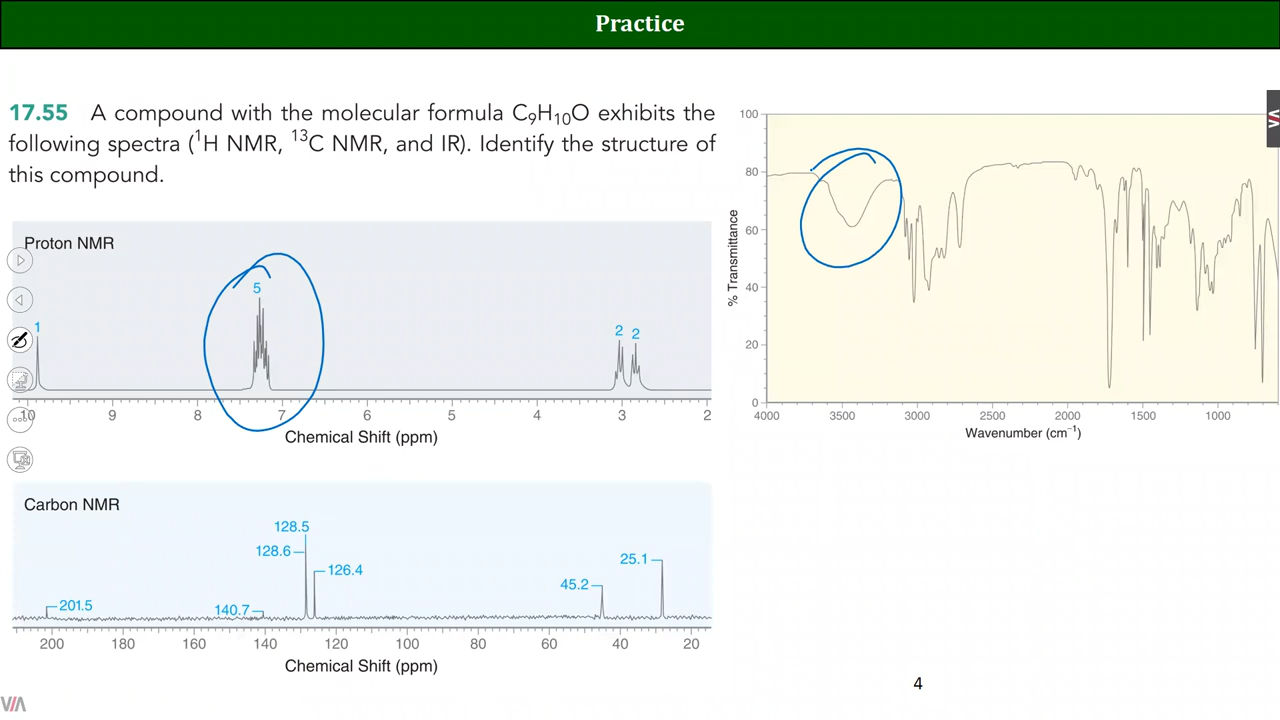 Practice
17.55 A compound with the molecular formula C₉H₁₀O exhibits the
following spectra (¹H NMR, ¹³C NMR, and IR). Identify the structure of
this compound.
Proton NMR
1
5
2 2
10 9 8 7 6 5 4 3 2
Chemical Shift (ppm)
Carbon NMR
128.5
128.6
126.4
201.5
140.7
45.2
25.1
200 180 160 140 120 100 80 60 40 20
Chemical Shift (ppm)
100
80
60
40
20
0
% Transmittance
4000 3500 3000 2500 2000 1500 1000
Wavenumber (cm⁻¹)
4
VIA